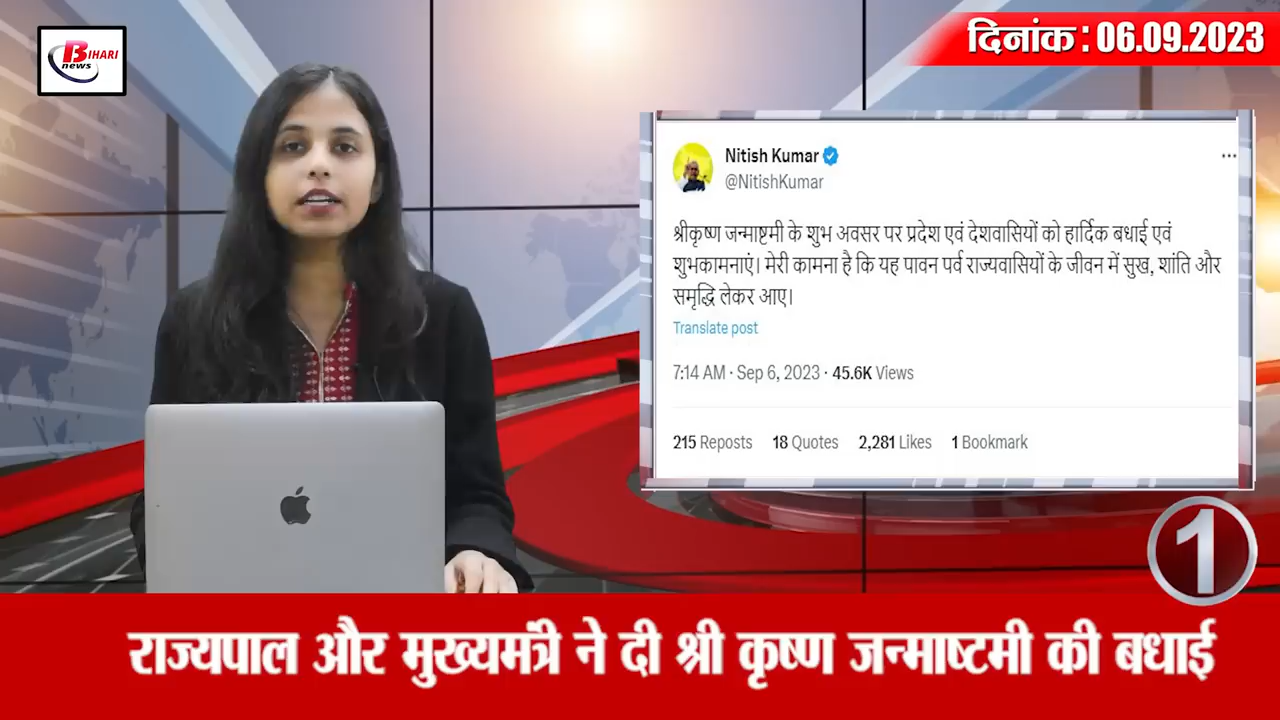 BIHARI
news
दिनांक : 06.09.2023
Nitish Kumar
@NitishKumar
श्रीकृष्ण जन्माष्टमी के शुभ अवसर पर प्रदेश एवं देशवासियों को हार्दिक बधाई एवं
शुभकामनाएं। मेरी कामना है कि यह पावन पर्व राज्यवासियों के जीवन में सुख, शांति और
समृद्धि लेकर आए।
Translate post
7:14 AM · Sep 6, 2023 · 45.6K Views
215 Reposts 18 Quotes 2,281 Likes 1 Bookmark
1
राज्यपाल और मुख्यमंत्री ने दी श्री कृष्ण जन्माष्टमी की बधाई